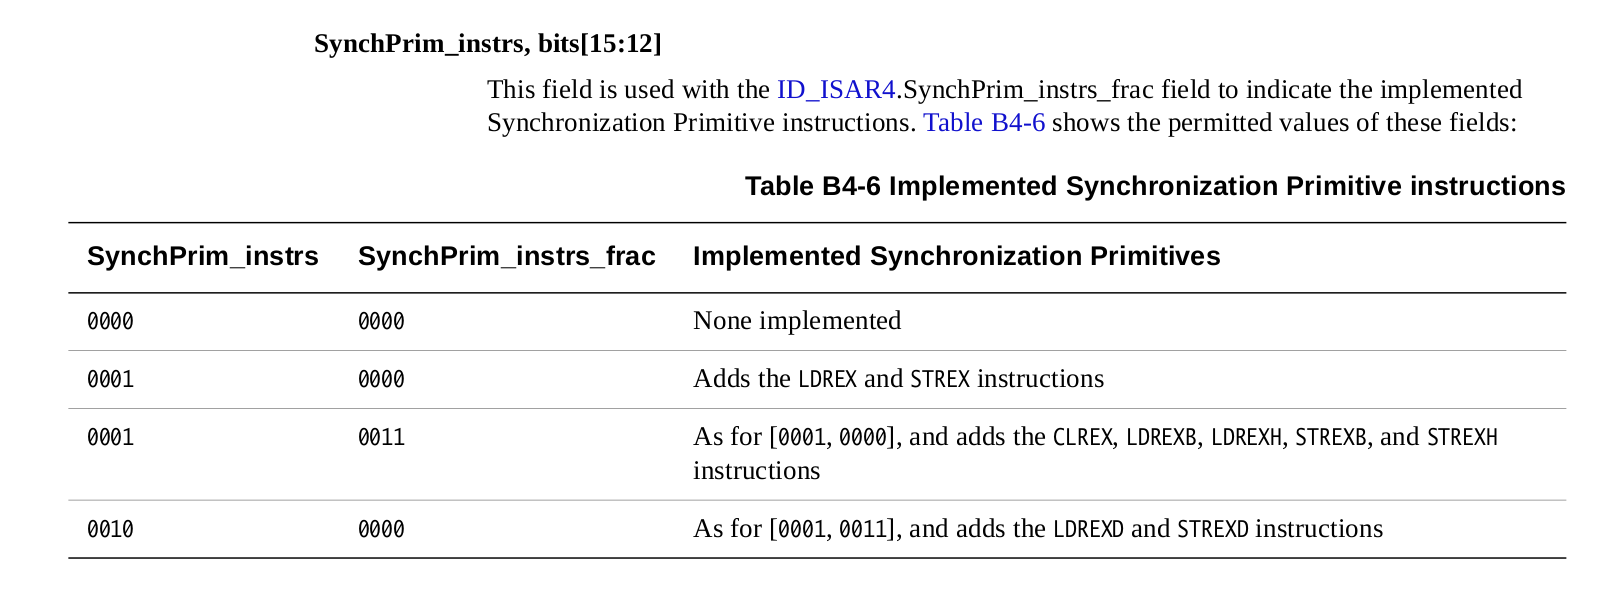 SynchPrim_instrs, bits[15:12]
This field is used with the ID_ISAR4.SynchPrim_instrs_frac field to indicate the implemented
Synchronization Primitive instructions. Table B4-6 shows the permitted values of these fields:
Table B4-6 Implemented Synchronization Primitive instructions
SynchPrim_instrs SynchPrim_instrs_frac Implemented Synchronization Primitives
0000 0000 None implemented
0001 0000 Adds the LDREX and STREX instructions
0001 0011 As for [0001, 0000], and adds the CLREX, LDREXB, LDREXH, STREXB, and STREXH
instructions
0010 0000 As for [0001, 0011], and adds the LDREXD and STREXD instructions